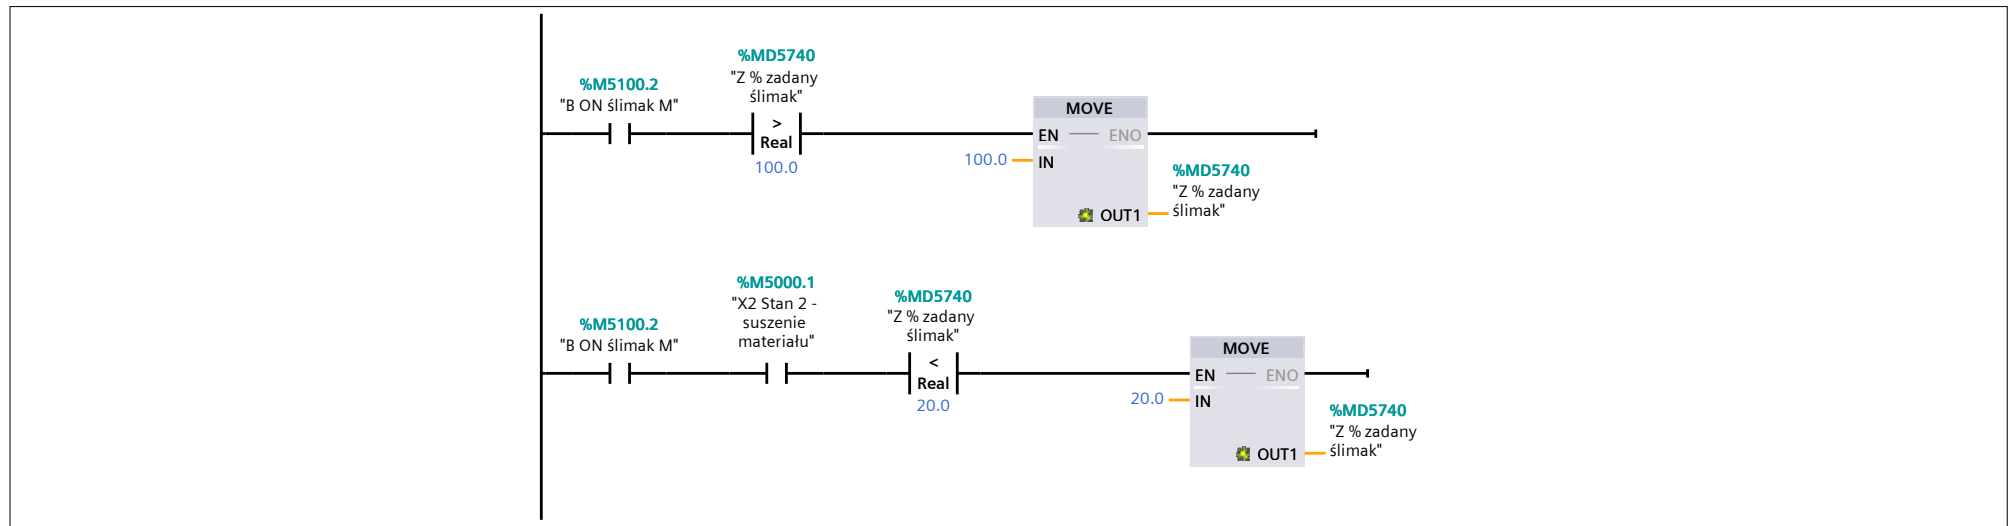 %MD5740
"Z % zadany
ślimak"
%M5100.2
"B ON ślimak M"
>
Real
100.0
MOVE
EN
ENO
100.0
IN
%MD5740
"Z % zadany
ślimak"
OUT1
%M5000.1
"X2 Stan 2 -
suszenie
materiału"
%MD5740
"Z % zadany
ślimak"
%M5100.2
"B ON ślimak M"
<
Real
20.0
MOVE
EN
ENO
20.0
IN
%MD5740
"Z % zadany
ślimak"
OUT1